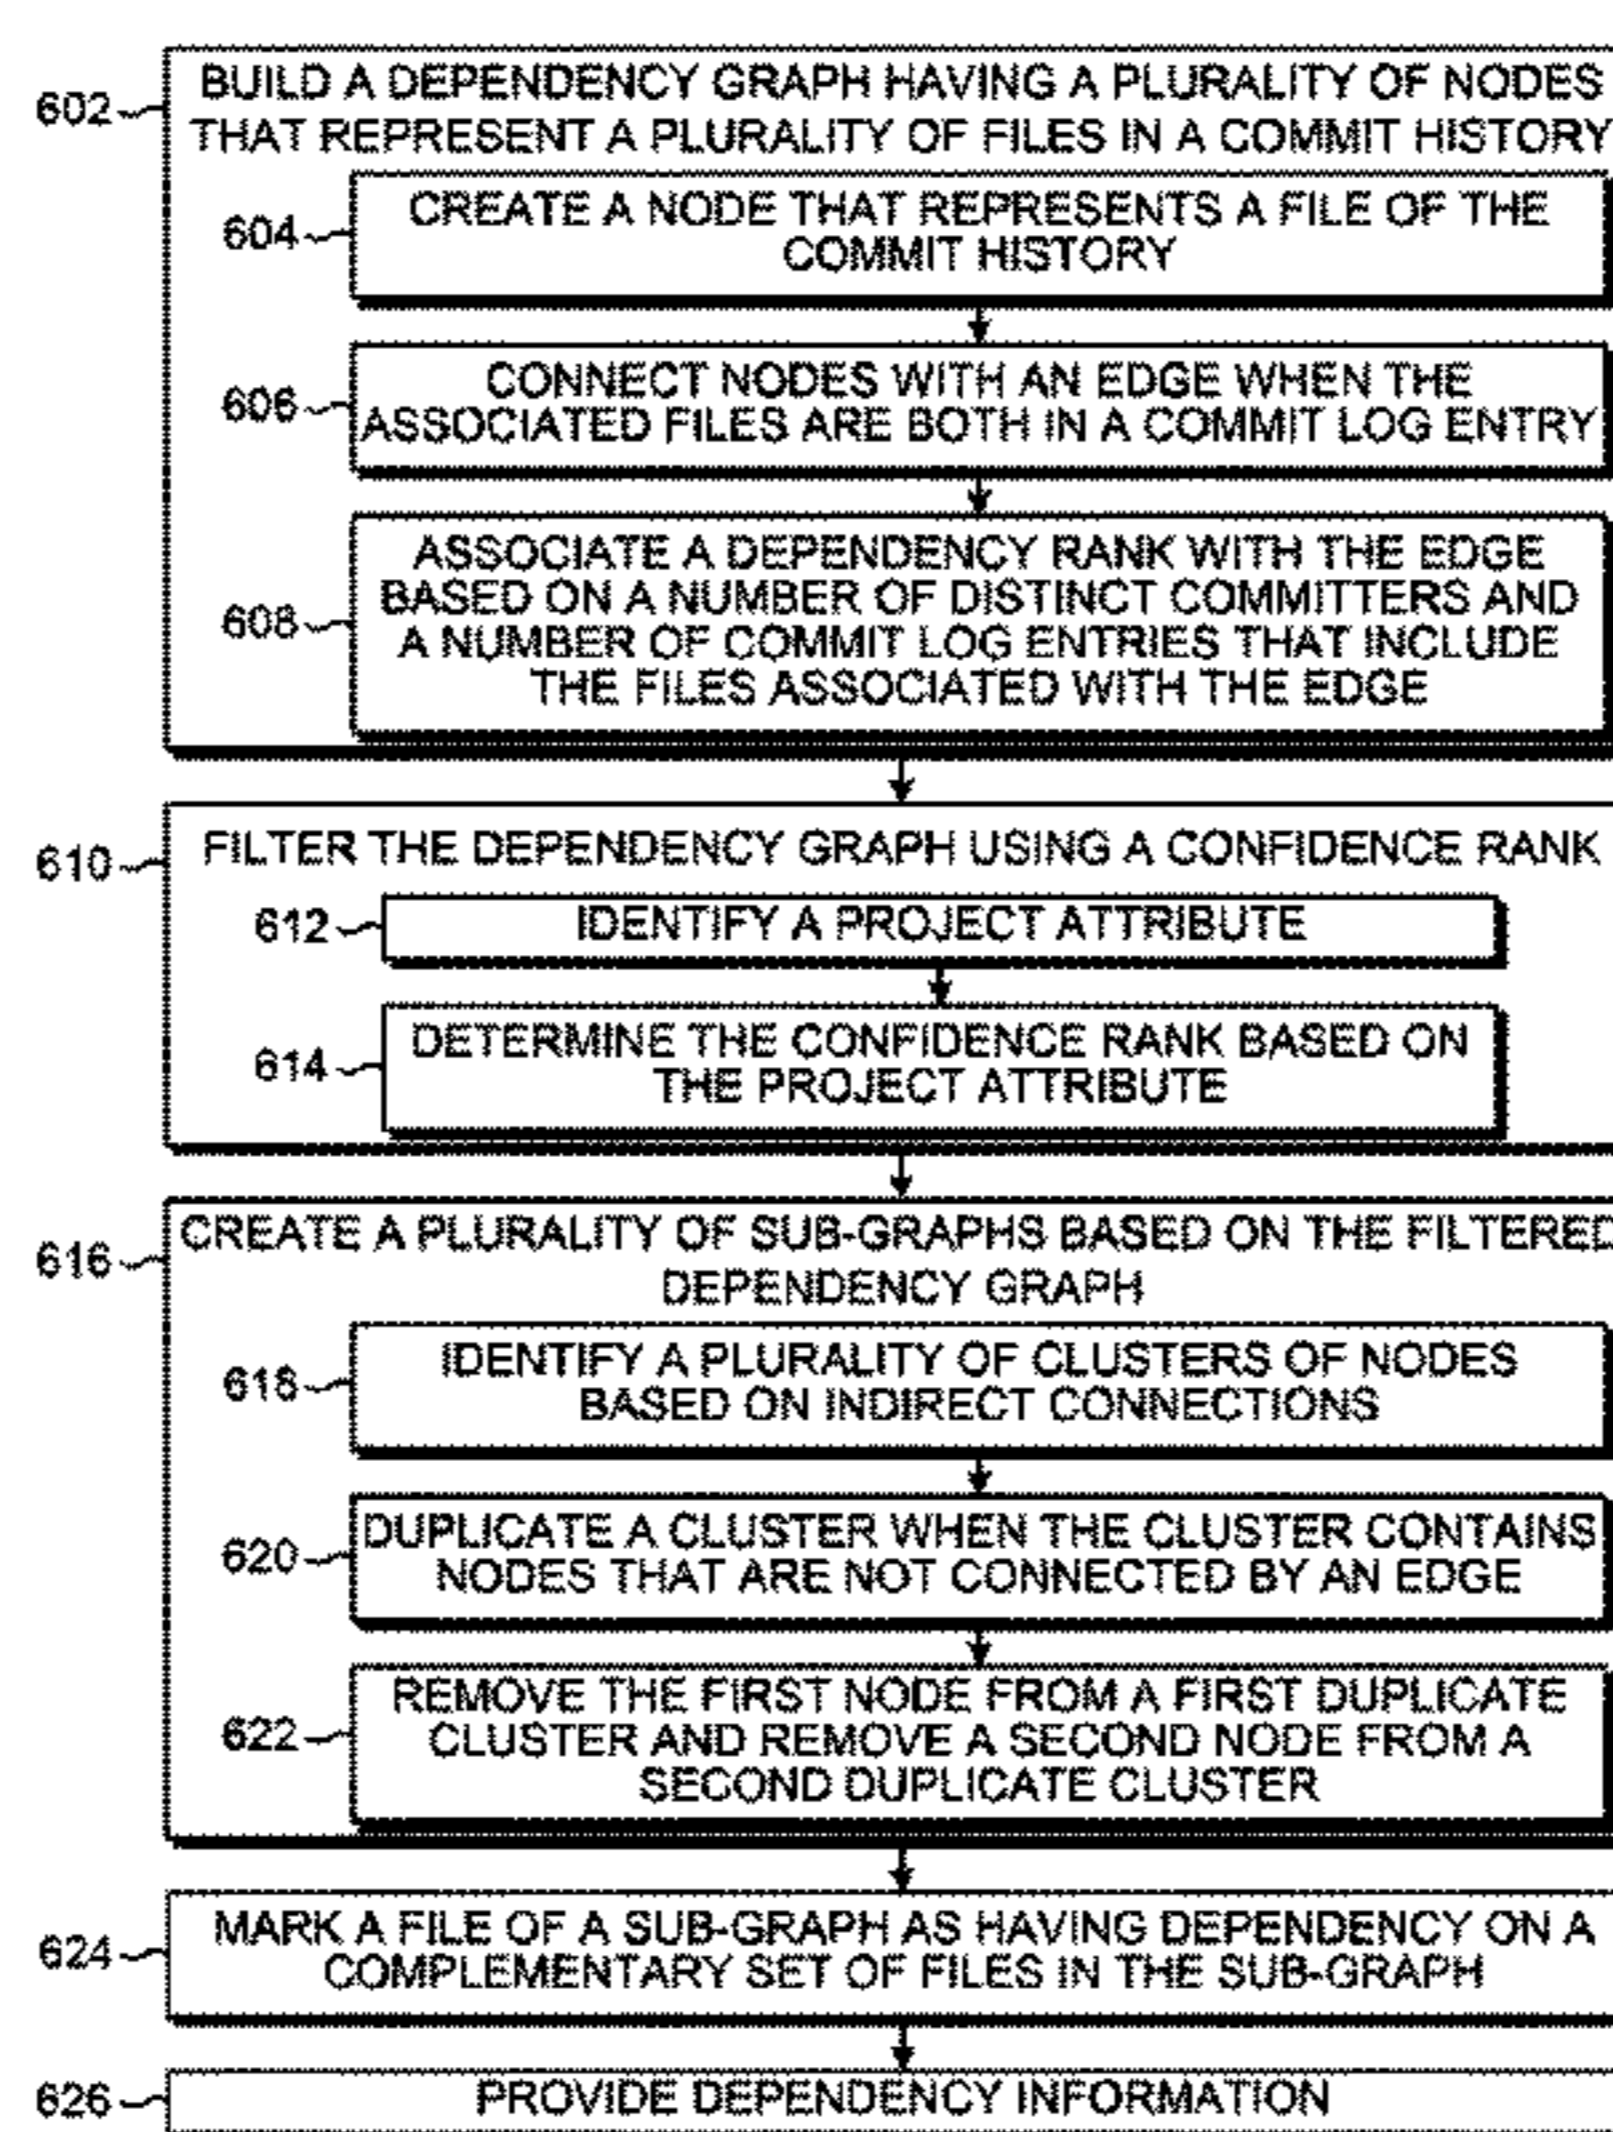 602
BUILD A DEPENDENCY GRAPH HAVING A PLURALITY OF NODES
THAT REPRESENT A PLURALITY OF FILES IN A COMMIT HISTORY
604
CREATE A NODE THAT REPRESENTS A FILE OF THE
COMMIT HISTORY
606
CONNECT NODES WITH AN EDGE WHEN THE
ASSOCIATED FILES ARE BOTH IN A COMMIT LOG ENTRY
608
ASSOCIATE A DEPENDENCY RANK WITH THE EDGE
BASED ON A NUMBER OF DISTINCT COMMITTERS AND
A NUMBER OF COMMIT LOG ENTRIES THAT INCLUDE
THE FILES ASSOCIATED WITH THE EDGE
610
FILTER THE DEPENDENCY GRAPH USING A CONFIDENCE RANK
612
IDENTIFY A PROJECT ATTRIBUTE
614
DETERMINE THE CONFIDENCE RANK BASED ON
THE PROJECT ATTRIBUTE
616
CREATE A PLURALITY OF SUB-GRAPHS BASED ON THE FILTERED
DEPENDENCY GRAPH
618
IDENTIFY A PLURALITY OF CLUSTERS OF NODES
BASED ON INDIRECT CONNECTIONS
620
DUPLICATE A CLUSTER WHEN THE CLUSTER CONTAINS
NODES THAT ARE NOT CONNECTED BY AN EDGE
622
REMOVE THE FIRST NODE FROM A FIRST DUPLICATE
CLUSTER AND REMOVE A SECOND NODE FROM A
SECOND DUPLICATE CLUSTER
624
MARK A FILE OF A SUB-GRAPH AS HAVING DEPENDENCY ON A
COMPLEMENTARY SET OF FILES IN THE SUB-GRAPH
626
PROVIDE DEPENDENCY INFORMATION